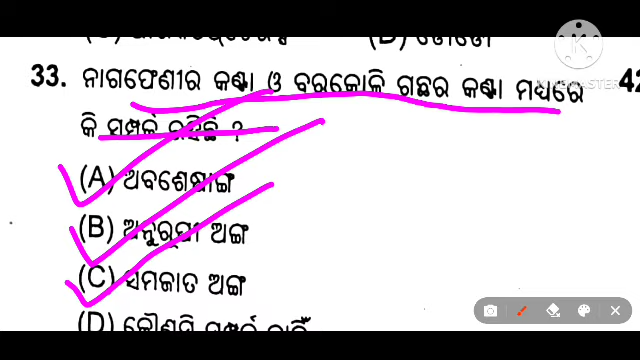 (B) ଡୋଡୋ
33. ନାଗଫେଣୀର କଣ୍ଟା ଓ ବରକୋଳି ଗଛର କଣ୍ଟା ମଧ୍ୟରେ 42
କି ସମ୍ପର୍କ ରହିଛି ?
(A) ଅବଶେଷାଙ୍ଗ
(B) ଅନୁରୂପୀ ଅଙ୍ଗ
(C) ସମଜାତ ଅଙ୍ଗ
(D) କୌଣସି ସମ୍ପର୍କ ନାହିଁ